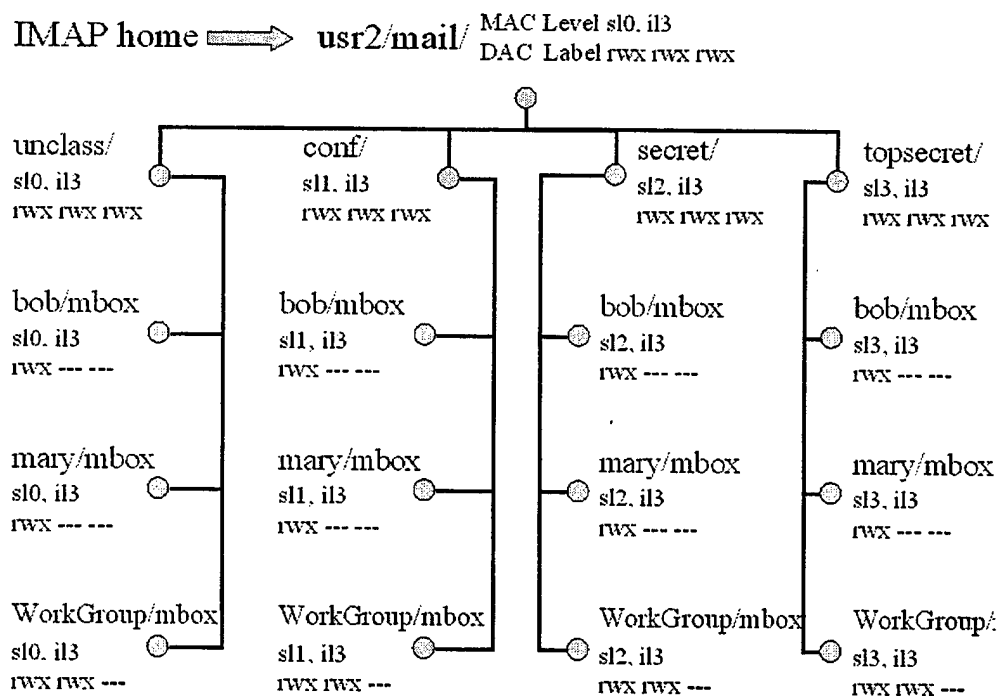 IMAP home usr2/mail/ MAC Level sl0. il3
DAC Label rwx rwx rwx
unclass/
sl0. il3
rwx rwx rwx
conf/
sl1, il3
rwx rwx rwx
secret/
sl2, il3
rwx rwx rwx
topsecret/
sl3, il3
rwx rwx rwx
bob/mbox
sl0. il3
rwx --- ---
bob/mbox
sl1, il3
rwx --- ---
bob/mbox
sl2, il3
rwx --- ---
bob/mbox
sl3, il3
rwx --- ---
mary/mbox
sl0, il3
rwx --- ---
mary/mbox
sl1, il3
rwx --- ---
mary/mbox
sl2, il3
rwx --- ---
mary/mbox
sl3, il3
rwx --- ---
WorkGroup/mbox
sl0. il3
rwx rwx ---
WorkGroup/mbox
sl1, il3
rwx rwx ---
WorkGroup/mbox
sl2, il3
rwx rwx ---
WorkGroup/
sl3, il3
rwx rwx ---